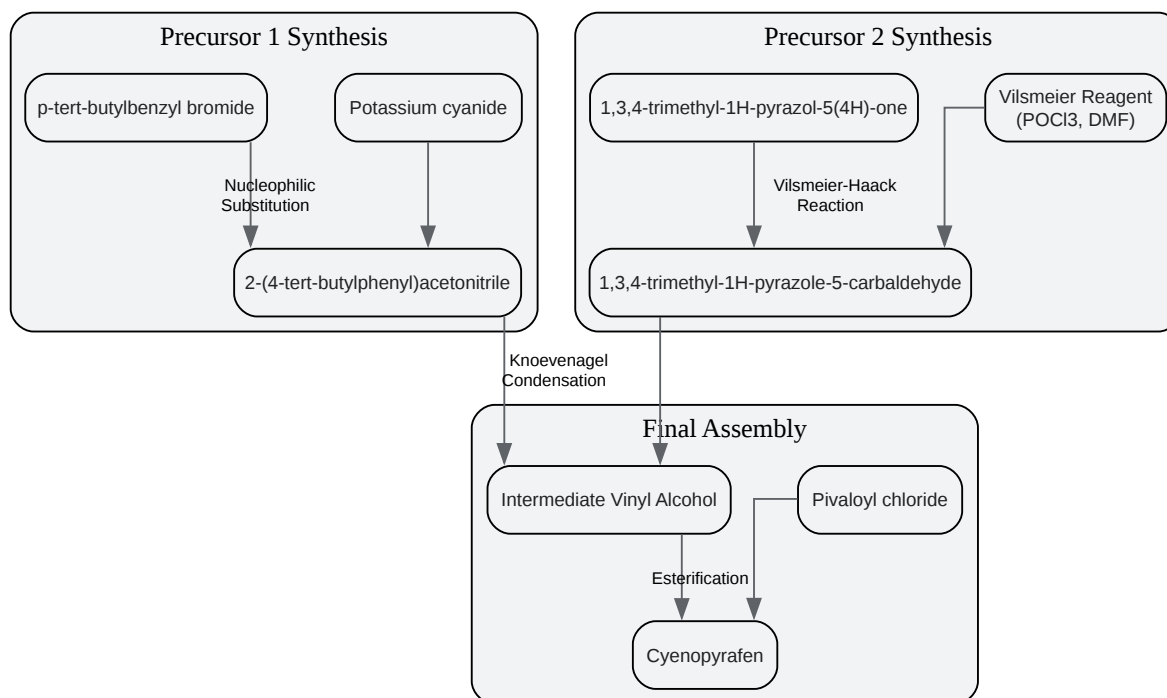 Precursor 1 Synthesis
p-tert-butylbenzyl bromide
Potassium cyanide
Nucleophilic
Substitution
2-(4-tert-butylphenyl)acetonitrile
Precursor 2 Synthesis
1,3,4-trimethyl-1H-pyrazol-5(4H)-one
Vilsmeier Reagent
(POCl3, DMF)
Vilsmeier-Haack
Reaction
1,3,4-trimethyl-1H-pyrazole-5-carbaldehyde
Knoevenagel
Condensation
Final Assembly
Intermediate Vinyl Alcohol
Pivaloyl chloride
Esterification
Cyenopyrafen